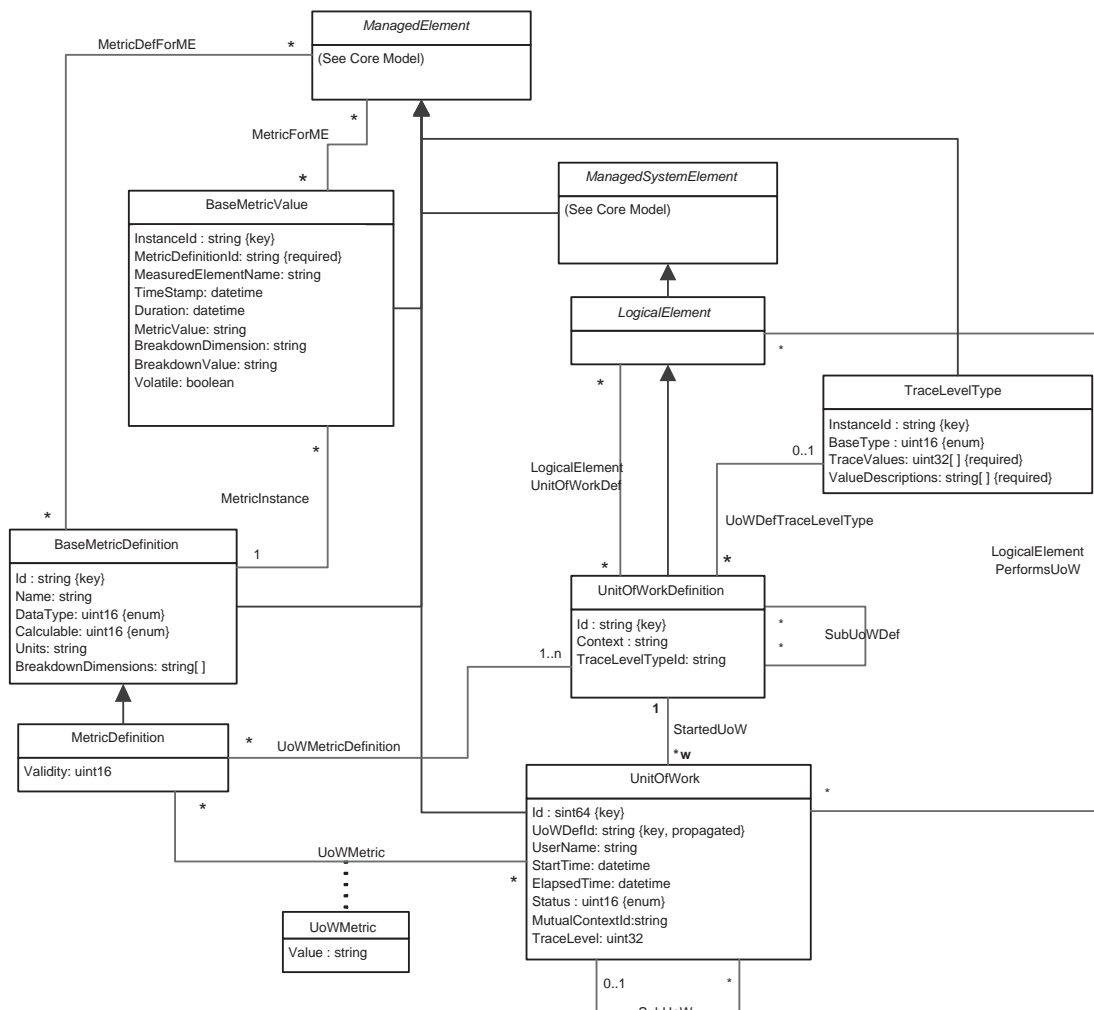 ManagedElement
(See Core Model)
MetricDefForME
*
*
MetricForME
*
*
ManagedSystemElement
(See Core Model)
BaseMetricValue
InstanceId : string {key}
MetricDefinitionId: string {required}
MeasuredElementName: string
TimeStamp: datetime
Duration: datetime
MetricValue: string
BreakdownDimension: string
BreakdownValue: string
Volatile: boolean
LogicalElement
*
*
TraceLevelType
InstanceId : string {key}
BaseType : uint16 {enum}
TraceValues: uint32[ ] {required}
ValueDescriptions: string[ ] {required}
0..1
*
LogicalElement
UnitOfWorkDef
MetricInstance
UoWDefTraceLevelType
*
BaseMetricDefinition
Id : string {key}
Name: string
DataType: uint16 {enum}
Calculable: uint16 {enum}
Units: string
BreakdownDimensions: string[ ]
1
LogicalElement
PerformsUoW
*
*
UnitOfWorkDefinition
Id : string {key}
Context : string
TraceLevelTypeId: string
*
*
SubUoWDef
1..n
MetricDefinition
Validity: uint16
*
UoWMetricDefinition
1
StartedUoW
*w
UnitOfWork
Id : sint64 {key}
UoWDefId: string {key, propagated}
UserName: string
StartTime: datetime
ElapsedTime: datetime
Status : uint16 {enum}
MutualContextId:string
TraceLevel: uint32
*
*
UoWMetric
*
UoWMetric
Value : string
0..1
*
SubUoW